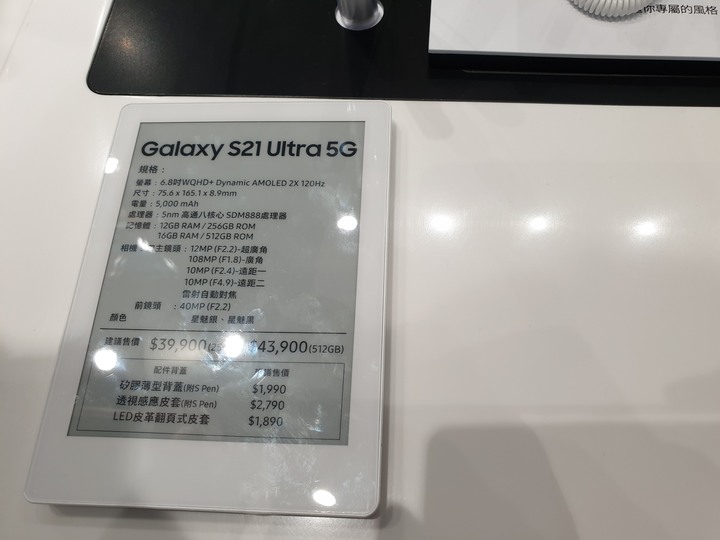 你專屬的風格
Galaxy S21 Ultra 5G
規格：
螢幕：6.8吋WQHD+ Dynamic AMOLED 2X 120Hz
尺寸：75.6 x 165.1 x 8.9mm
電量：5,000 mAh
處理器：5nm 高通八核心 SDM888處理器
記憶體：12GB RAM / 256GB ROM
16GB RAM / 512GB ROM
相機 主鏡頭：12MP (F2.2)-超廣角
108MP (F1.8)-廣角
10MP (F2.4)-遠距一
10MP (F4.9)-遠距二
雷射自動對焦
前鏡頭：40MP (F2.2)
顏色 星魅銀、星魅黑
建議售價 $39,900 $43,900(512GB)
配件背蓋 售價
矽膠薄型背蓋(附S Pen) $1,990
透視感應皮套(附S Pen) $2,790
LED皮革翻頁式皮套 $1,890